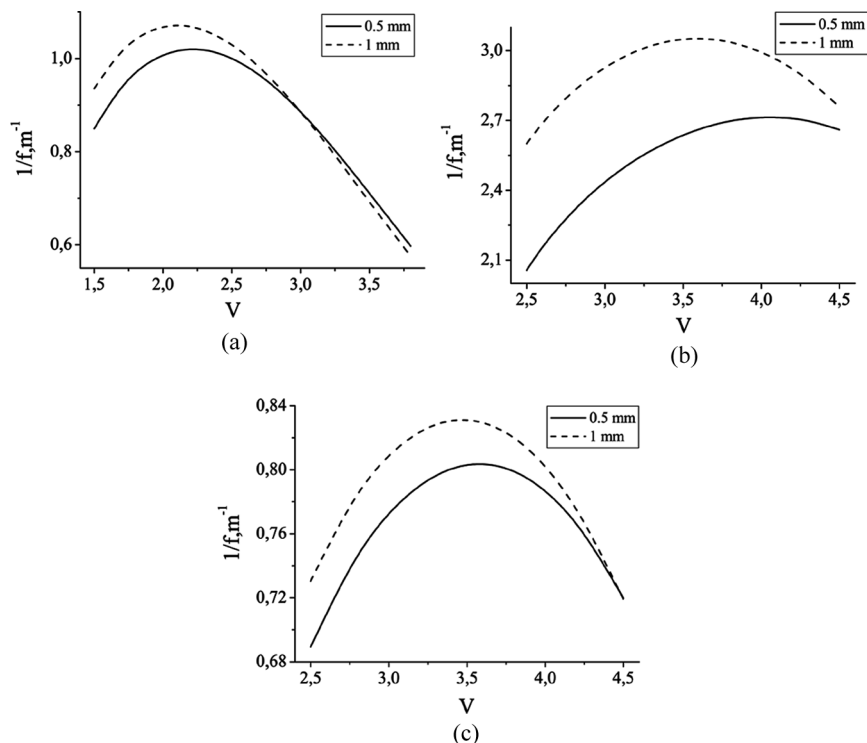 0.5 mm
1 mm
1,0
0,8
0,6
1/f,m⁻¹
1,5 2,0 2,5 3,0 3,5
V
(a)
0.5 mm
1 mm
3,0
2,7
2,4
2,1
1/f,m⁻¹
2,5 3,0 3,5 4,0 4,5
V
(b)
0.5 mm
1 mm
0,84
0,80
0,76
0,72
0,68
1/f,m⁻¹
2,5 3,0 3,5 4,0 4,5
V
(c)